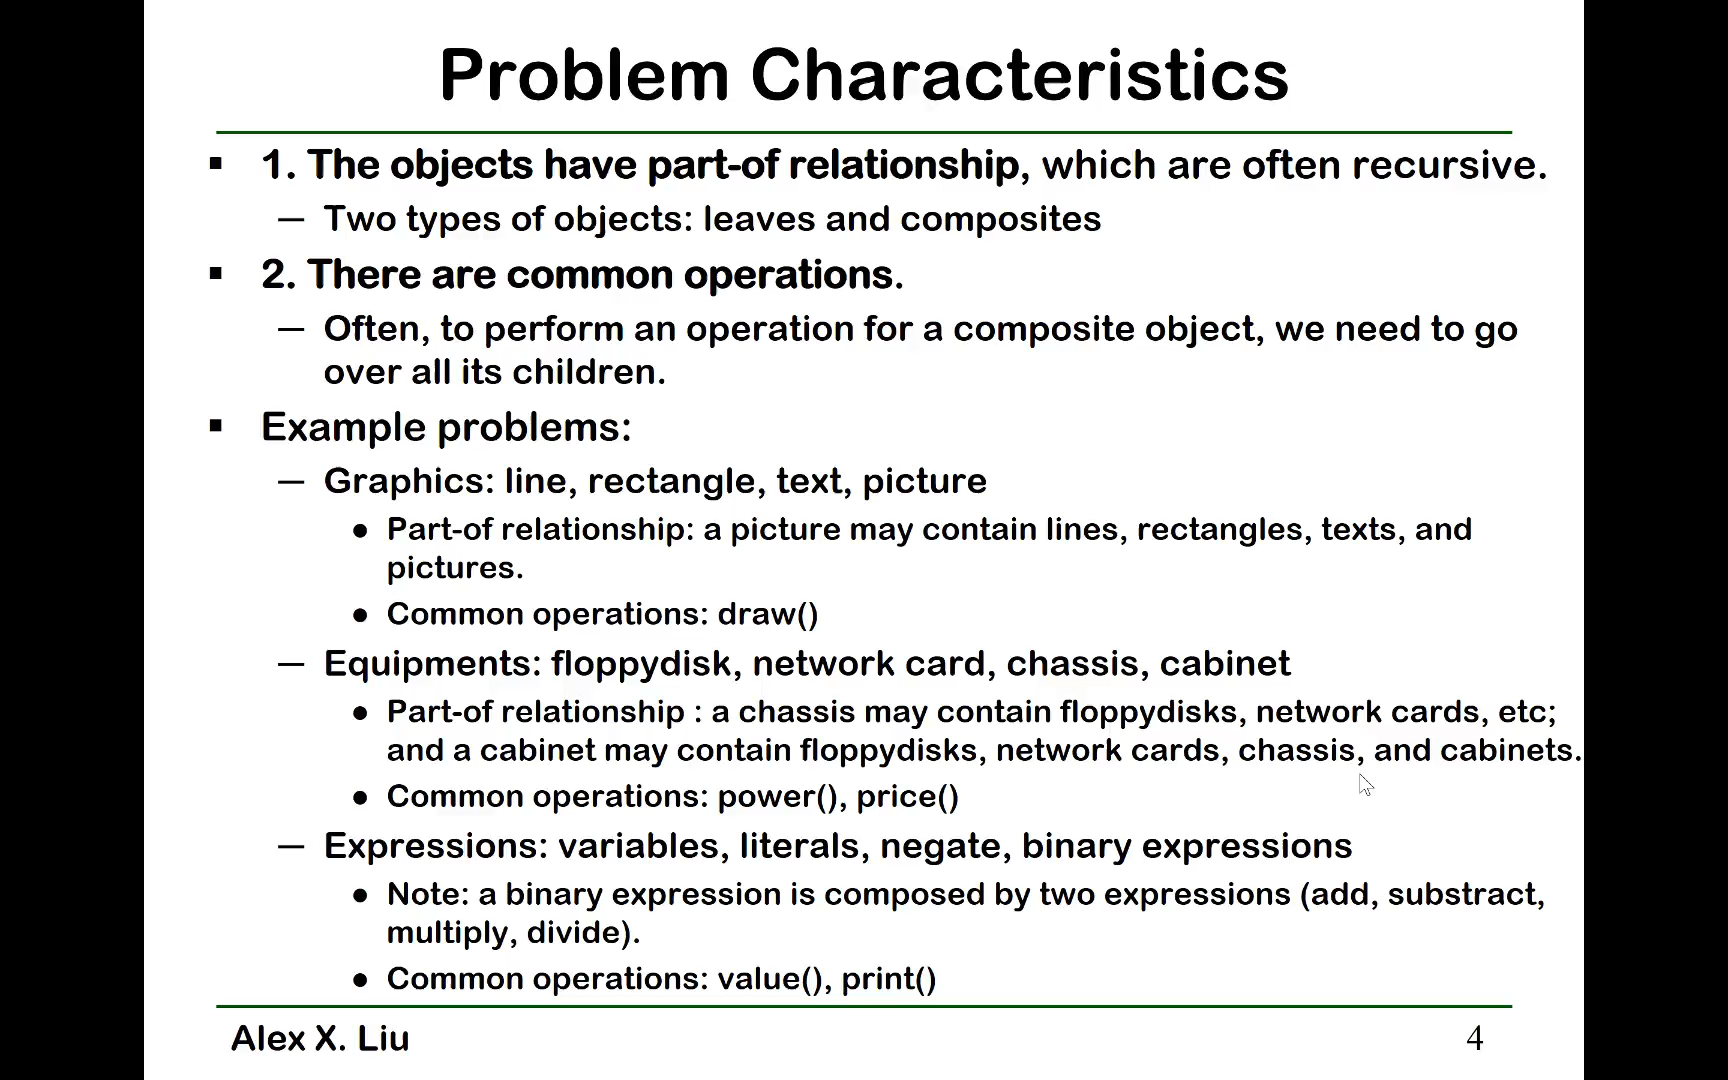 Problem Characteristics
▪ 1. The objects have part-of relationship, which are often recursive.
— Two types of objects: leaves and composites
▪ 2. There are common operations.
— Often, to perform an operation for a composite object, we need to go
over all its children.
▪ Example problems:
— Graphics: line, rectangle, text, picture
● Part-of relationship: a picture may contain lines, rectangles, texts, and
pictures.
● Common operations: draw()
— Equipments: floppydisk, network card, chassis, cabinet
● Part-of relationship : a chassis may contain floppydisks, network cards, etc;
and a cabinet may contain floppydisks, network cards, chassis, and cabinets.
● Common operations: power(), price()
— Expressions: variables, literals, negate, binary expressions
● Note: a binary expression is composed by two expressions (add, substract,
multiply, divide).
● Common operations: value(), print()
Alex X. Liu
4